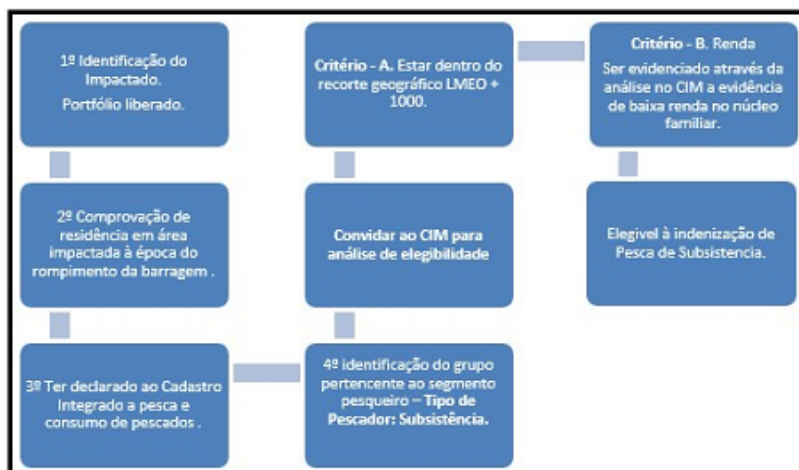 1º Identificação do
Impactado.
Portfólio liberado.
2º Comprovação de
residência em área
impactada à época do
rompimento da barragem .
3º Ter declarado ao Cadastro
Integrado a pesca e
consumo de pescados .
4º identificação do grupo
pertencente ao segmento
pesqueiro – Tipo de
Pescador: Subsistência.
Convidar ao CIM para
análise de elegibilidade
Critério - A. Estar dentro do
recorte geográfico LMEO +
1000.
Critério - B. Renda
Ser evidenciado através da
análise no CIM a evidência
de baixa renda no núcleo
familiar.
Elegivel à indenização de
Pesca de Subsistencia.